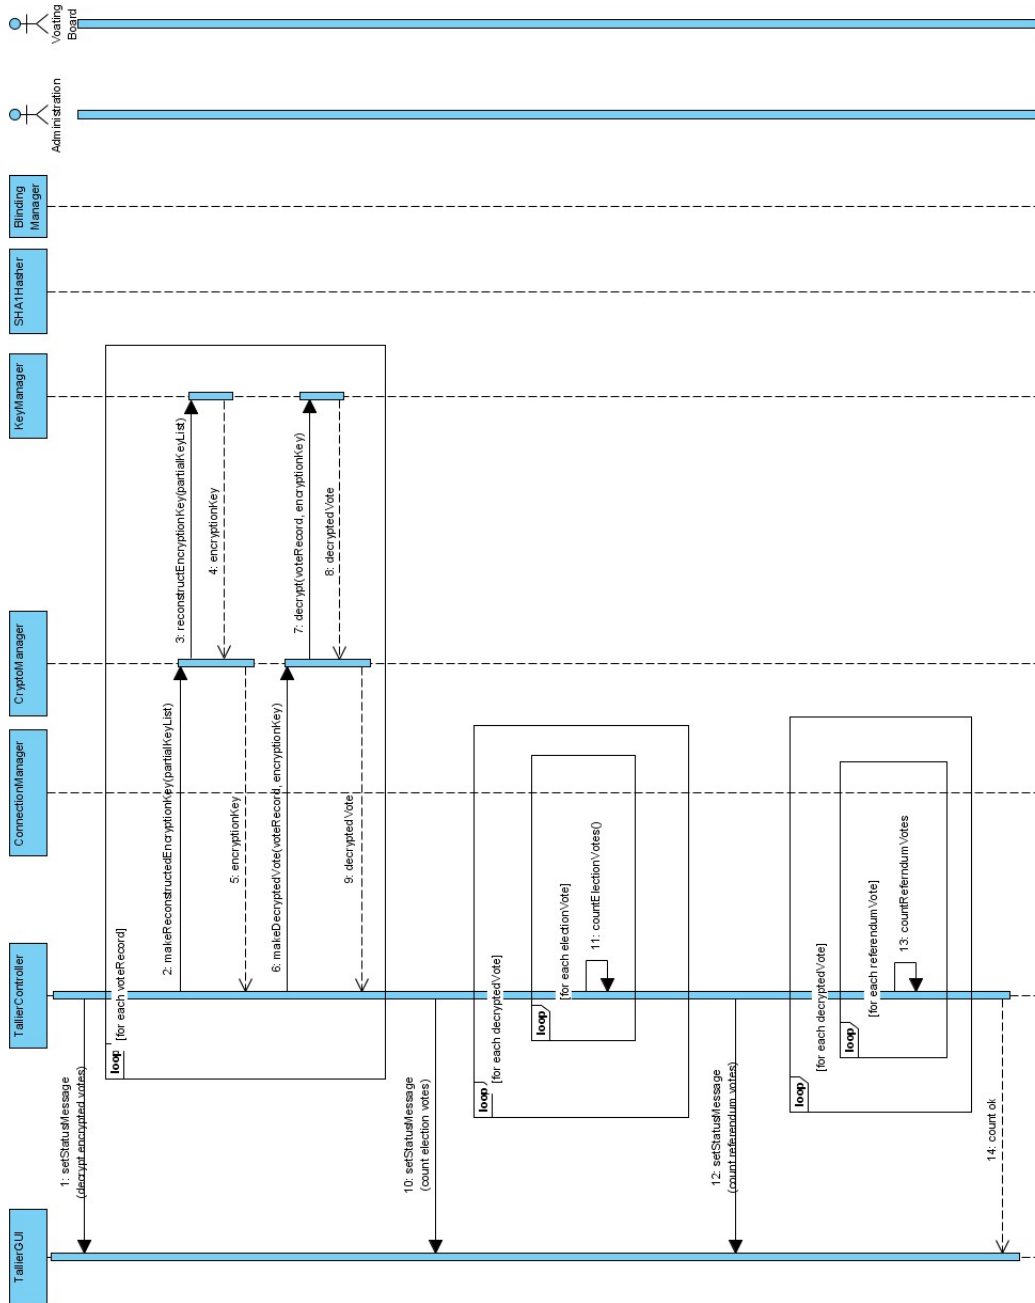 TallierGUI
TallierController
ConnectionManager
CryptoManager
KeyManager
SHA1Hasher
Blinding
Manager
Administration
Voating
Board
1: setStatusMessage
(decrypt encrypted votes)
loop
[for each voteRecord]
2: makeReconstructedEncryptionKey(partialKeyList)
3: reconstructEncryptionKey(partialKeyList)
4: encryptionKey
5: encryptionKey
6: makeDecryptedVote(voteRecord, encryptionKey)
7: decrypt(voteRecord, encryptionKey)
8: decryptedVote
9: decryptedVote
10: setStatusMessage
(count election votes)
loop
[for each decryptedVote]
loop
[for each electionVote]
11: countElectionVotes()
12: setStatusMessage
(count referendum votes)
loop
[for each decryptedVote]
loop
[for each referendumVote]
13: countReferndumVotes
14: count ok